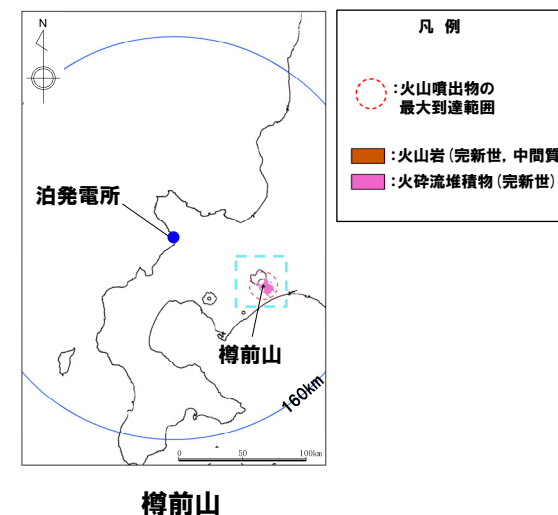 N
泊発電所
樽前山
160km
0 50 100km
樽前山
凡 例
:火山噴出物の
最大到達範囲
:火山岩(完新世, 中間質
:火砕流堆積物(完新世)